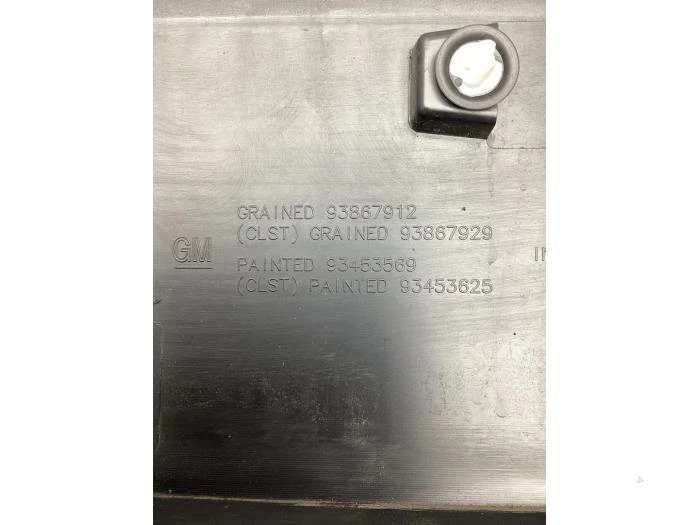 GRAINED 93867912
(CLST) GRAINED 93867929
GM
PAINTED 93453569
(CLST) PAINTED 93453625